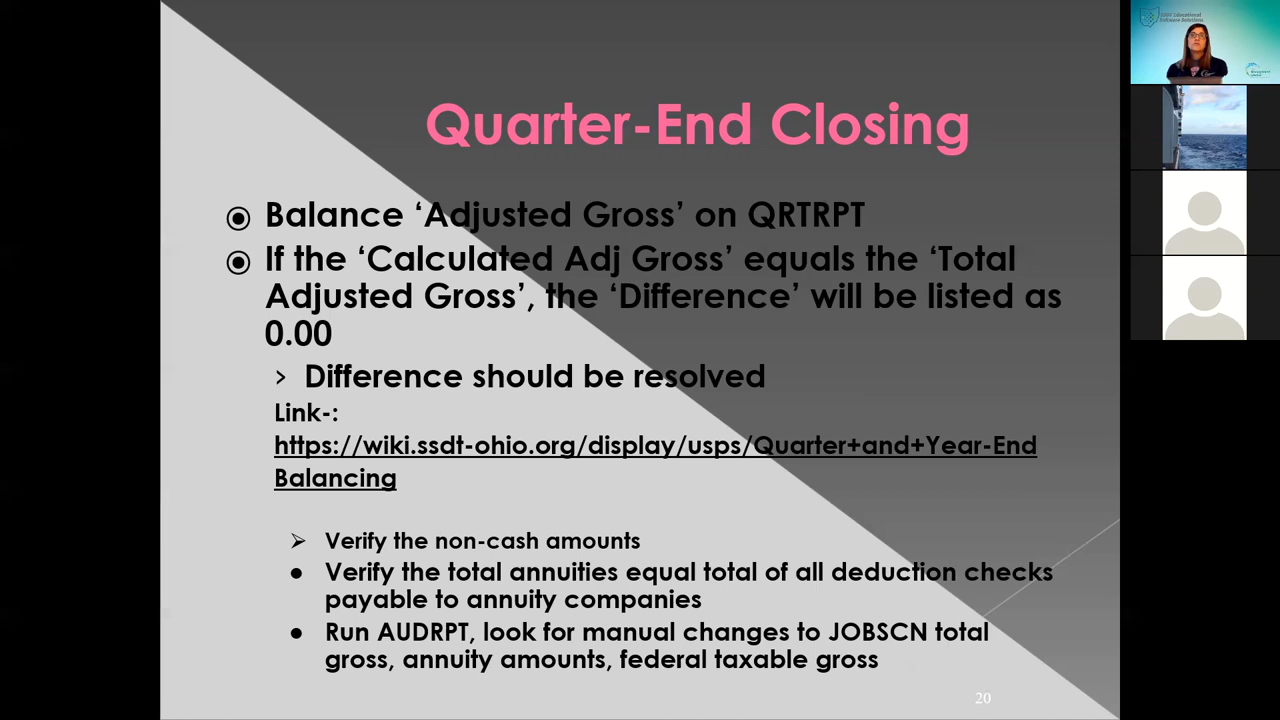 Quarter-End Closing
Balance ‘Adjusted Gross’ on QRTRPT
If the ‘Calculated Adj Gross’ equals the ‘Total
Adjusted Gross’, the ‘Difference’ will be listed as
0.00
Difference should be resolved
Link-:
https://wiki.ssdt-ohio.org/display/usps/Quarter+and+Year-End
Balancing
Verify the non-cash amounts
Verify the total annuities equal total of all deduction checks
payable to annuity companies
Run AUDRPT, look for manual changes to JOBSCN total
gross, annuity amounts, federal taxable gross
20
Educational
Software Solutions